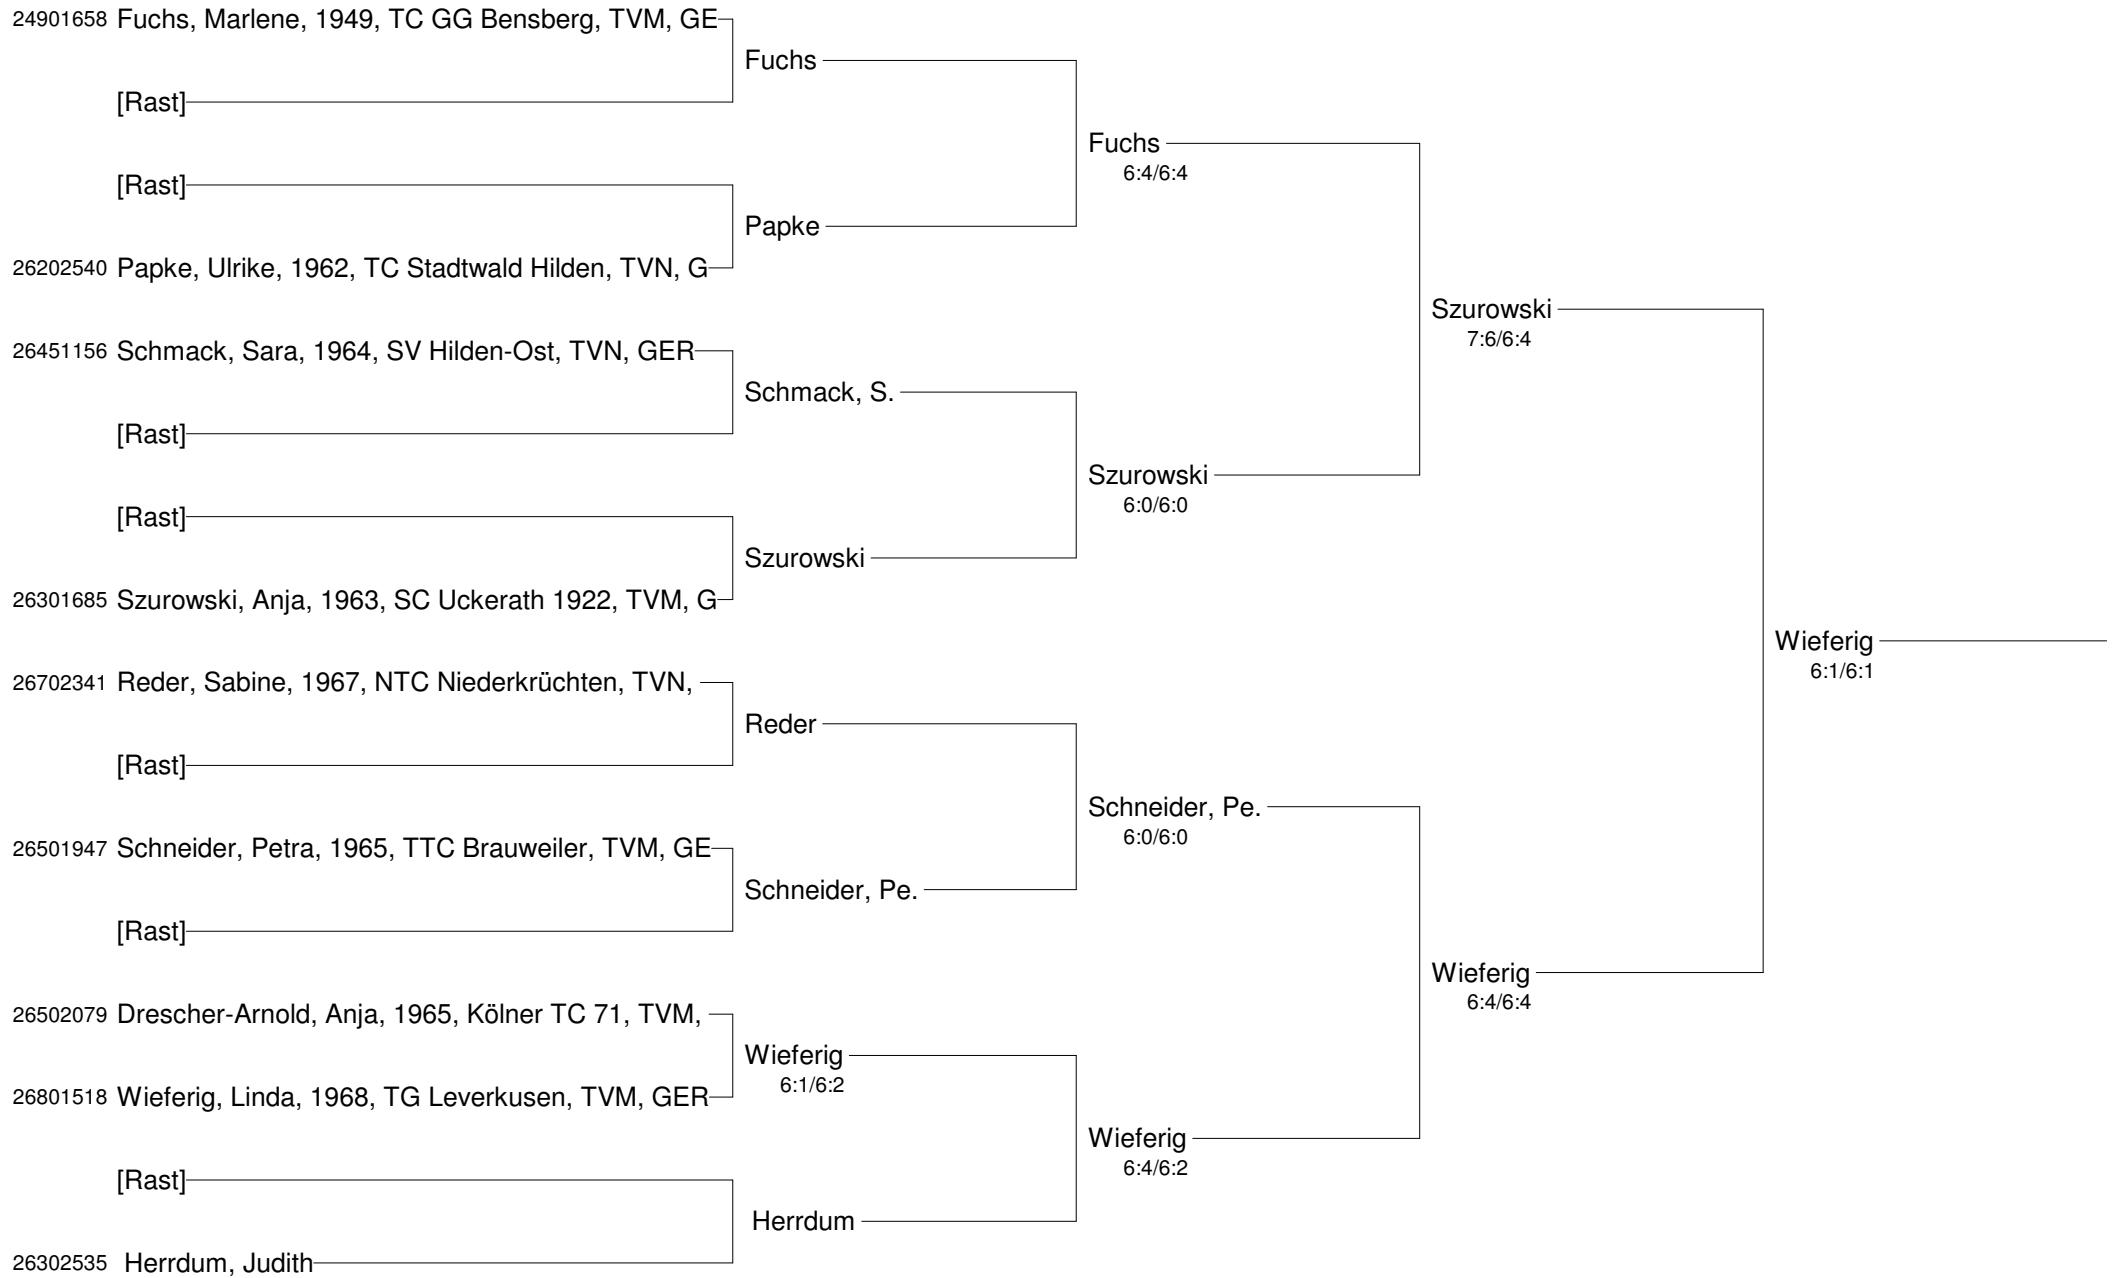 24901658 Fuchs, Marlene, 1949, TC GG Bensberg, TVM, GE
Fuchs
[Rast]
Fuchs
6:4/6:4
[Rast]
Papke
26202540 Papke, Ulrike, 1962, TC Stadtwald Hilden, TVN, G
Szurowski
7:6/6:4
26451156 Schmack, Sara, 1964, SV Hilden-Ost, TVN, GER
Schmack, S.
[Rast]
Szurowski
6:0/6:0
[Rast]
Szurowski
26301685 Szurowski, Anja, 1963, SC Uckerath 1922, TVM, G
Wieferig
6:1/6:1
26702341 Reder, Sabine, 1967, NTC Niederkrüchten, TVN,
Reder
[Rast]
Schneider, Pe.
6:0/6:0
26501947 Schneider, Petra, 1965, TTC Brauweiler, TVM, GE
Schneider, Pe.
[Rast]
Wieferig
6:4/6:4
26502079 Drescher-Arnold, Anja, 1965, Kölner TC 71, TVM,
Wieferig
6:1/6:2
26801518 Wieferig, Linda, 1968, TG Leverkusen, TVM, GER
Wieferig
6:4/6:2
[Rast]
Herrdum
26302535 Herrdum, Judith